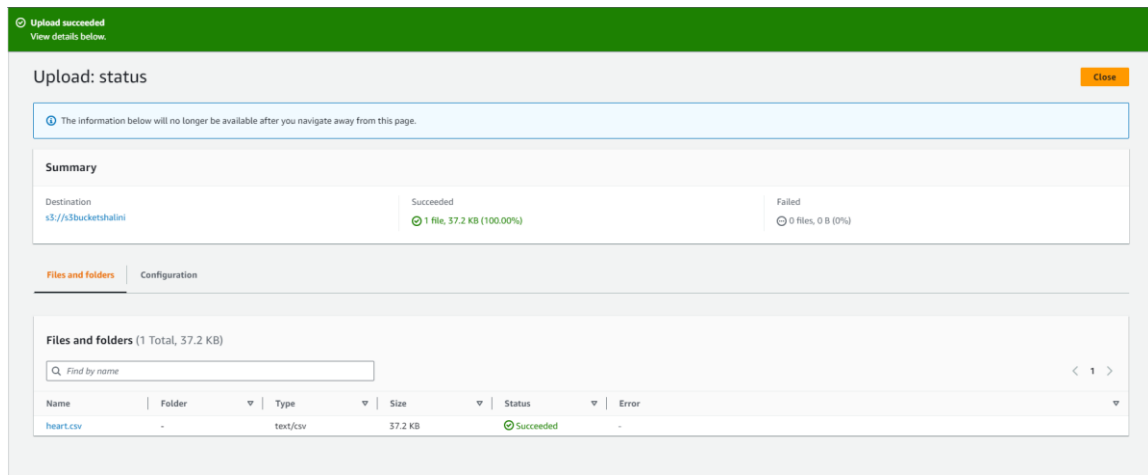 Upload succeeded
View details below.
Upload: status
Close
The information below will no longer be available after you navigate away from this page.
Summary
Destination
s3://s3bucketshalini
Succeeded
1 file, 37.2 KB (100.00%)
Failed
0 files, 0 B (0%)
Files and folders
Configuration
Files and folders (1 Total, 37.2 KB)
Find by name
1
Name Folder Type Size Status Error
heart.csv - text/csv 37.2 KB Succeeded -